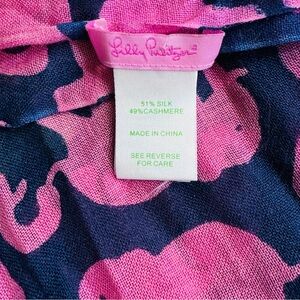 Lilly Pulitzer
51% SILK
49%CASHMERE
MADE IN CHINA
SEE REVERSE
FOR CARE